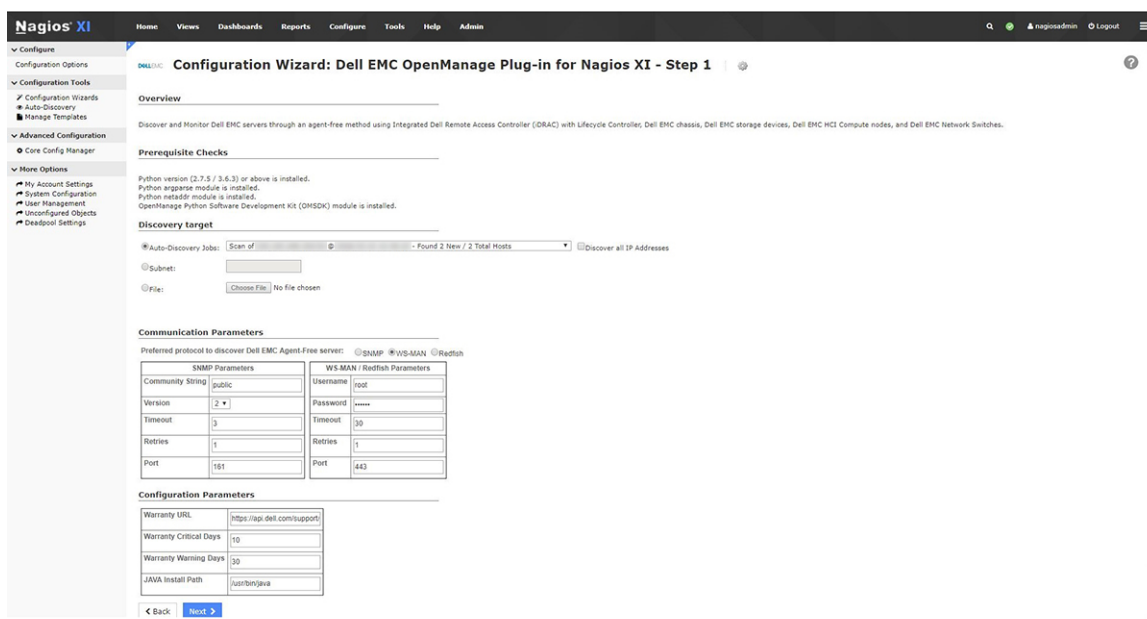 Nagios XI
Home Views Dashboards Reports Configure Tools Help Admin
nagiosadmin Logout
Configure
Configuration Options
Configuration Tools
Configuration Wizards
Auto-Discovery
Manage Templates
Advanced Configuration
Core Config Manager
More Options
My Account Settings
System Configuration
User Management
Unconfigured Objects
Deadpool Settings
DELLEMC Configuration Wizard: Dell EMC OpenManage Plug-in for Nagios XI - Step 1
?
Overview
Discover and Monitor Dell EMC servers through an agent-free method using Integrated Dell Remote Access Controller (iDRAC) with Lifecycle Controller, Dell EMC chassis, Dell EMC storage devices, Dell EMC HCI Compute nodes, and Dell EMC Network Switches.
Prerequisite Checks
Python version (2.7.5 / 3.6.3) or above is installed.
Python argparse module is installed.
Python netaddr module is installed.
OpenManage Python Software Development Kit (OMSDK) module is installed.
Discovery target
Auto-Discovery Jobs: Scan of @ - Found 2 New / 2 Total Hosts Discover all IP Addresses
Subnet:
File: Choose File No file chosen
Communication Parameters
Preferred protocol to discover Dell EMC Agent-Free server: SNMP WS-MAN Redfish
SNMP Parameters
Community String public
Version 2
Timeout 3
Retries 1
Port 161
WS-MAN / Redfish Parameters
Username root
Password ••••••
Timeout 30
Retries 1
Port 443
Configuration Parameters
Warranty URL https://api.dell.com/support/
Warranty Critical Days 10
Warranty Warning Days 30
JAVA Install Path /usr/bin/java
Back Next